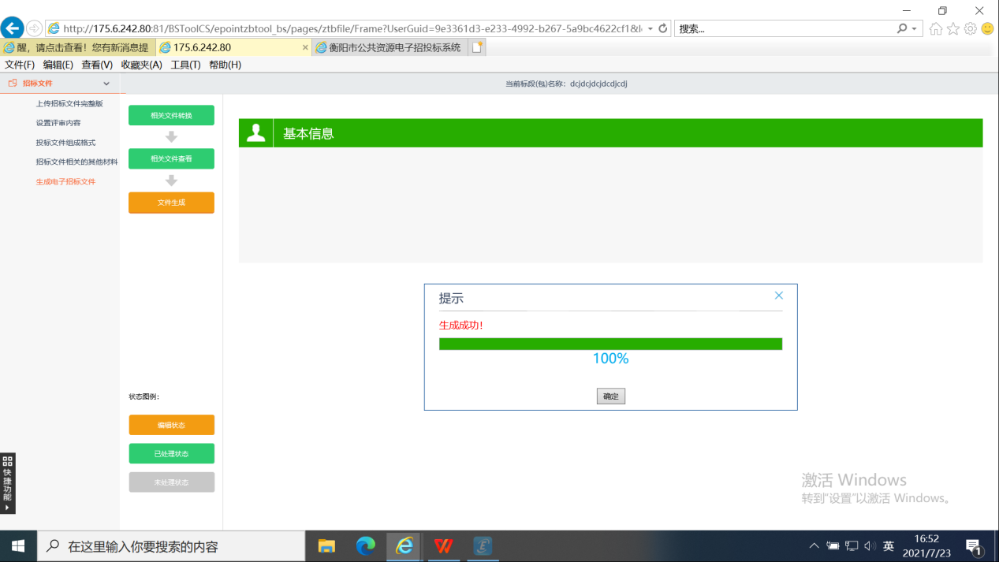 http://175.6.242.80:81/BSToolCS/epointzbtool_bs/pages/ztbfile/Frame?UserGuid=9e3361d3-e233-4992-b267-5a9bc4622cf1&
搜索...
醒，请点击查看！您有新消息提
175.6.242.80
衡阳市公共资源电子招投标系统
文件(F) 编辑(E) 查看(V) 收藏夹(A) 工具(T) 帮助(H)
招标文件
当前标段(包)名称：dcjdcjdcjdcdjcdj
上传招标文件完整版
设置评审内容
投标文件组成格式
招标文件相关的其他材料
生成电子招标文件
相关文件转换
相关文件查看
文件生成
基本信息
提示
生成成功！
100%
确定
状态图例：
编辑状态
已处理状态
未处理状态
快捷功能
激活 Windows
转到"设置"以激活 Windows。
在这里输入你要搜索的内容
英
16:52
2021/7/23
1